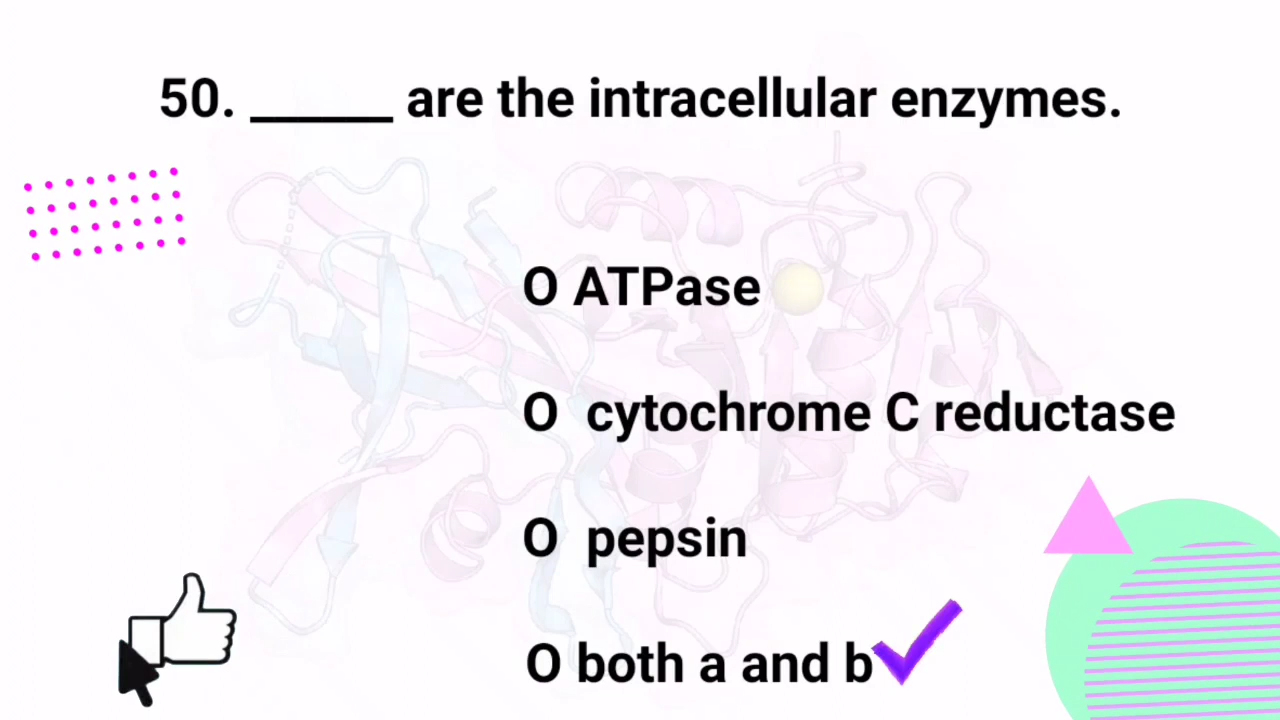 50. ______ are the intracellular enzymes.
O ATPase
O cytochrome C reductase
O pepsin
O both a and b